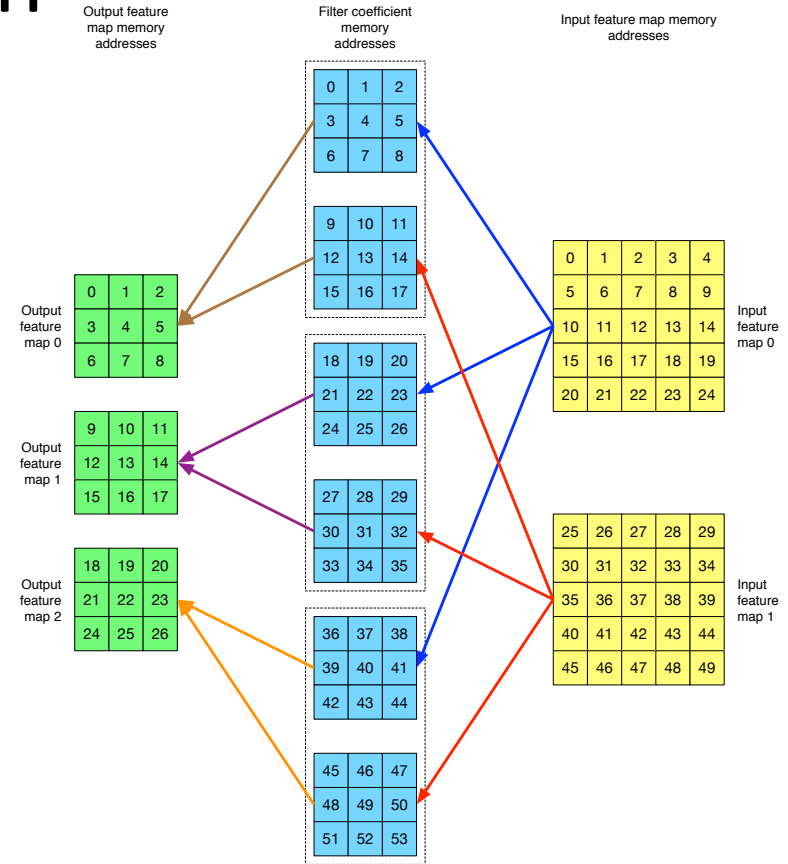 Output feature
map memory
addresses
Filter coefficient
memory
addresses
Input feature map memory
addresses
0 1 2
3 4 5
6 7 8
9 10 11
12 13 14
15 16 17
18 19 20
21 22 23
24 25 26
27 28 29
30 31 32
33 34 35
36 37 38
39 40 41
42 43 44
45 46 47
48 49 50
51 52 53
Output
feature
map 0
0 1 2
3 4 5
6 7 8
Output
feature
map 1
9 10 11
12 13 14
15 16 17
Output
feature
map 2
18 19 20
21 22 23
24 25 26
0 1 2 3 4
5 6 7 8 9
10 11 12 13 14
15 16 17 18 19
20 21 22 23 24
Input
feature
map 0
25 26 27 28 29
30 31 32 33 34
35 36 37 38 39
40 41 42 43 44
45 46 47 48 49
Input
feature
map 1